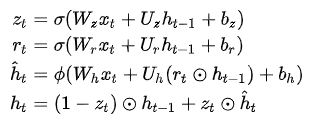 z_t = σ(W_z x_t + U_z h_{t-1} + b_z)
r_t = σ(W_r x_t + U_r h_{t-1} + b_r)
ĥ_t = ϕ(W_h x_t + U_h(r_t ⊙ h_{t-1}) + b_h)
h_t = (1 − z_t) ⊙ h_{t-1} + z_t ⊙ ĥ_t